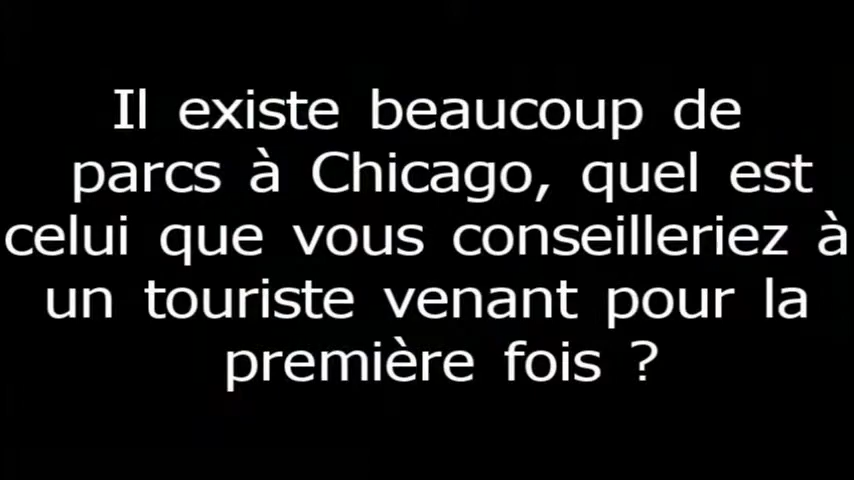 Il existe beaucoup de
parcs à Chicago, quel est
celui que vous conseilleriez à
un touriste venant pour la
première fois ?